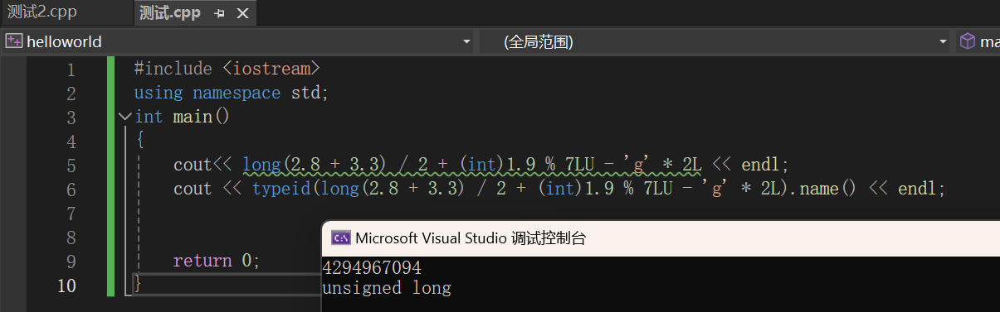 测试2.cpp
测试.cpp
helloworld
(全局范围)
ma
1 #include <iostream>
2 using namespace std;
3 int main()
4 {
5 cout<< long(2.8 + 3.3) / 2 + (int)1.9 % 7LU - 'g' * 2L << endl;
6 cout << typeid(long(2.8 + 3.3) / 2 + (int)1.9 % 7LU - 'g' * 2L).name() << endl;
7
8
9 return 0;
10 }
C:\ Microsoft Visual Studio 调试控制台
4294967094
unsigned long